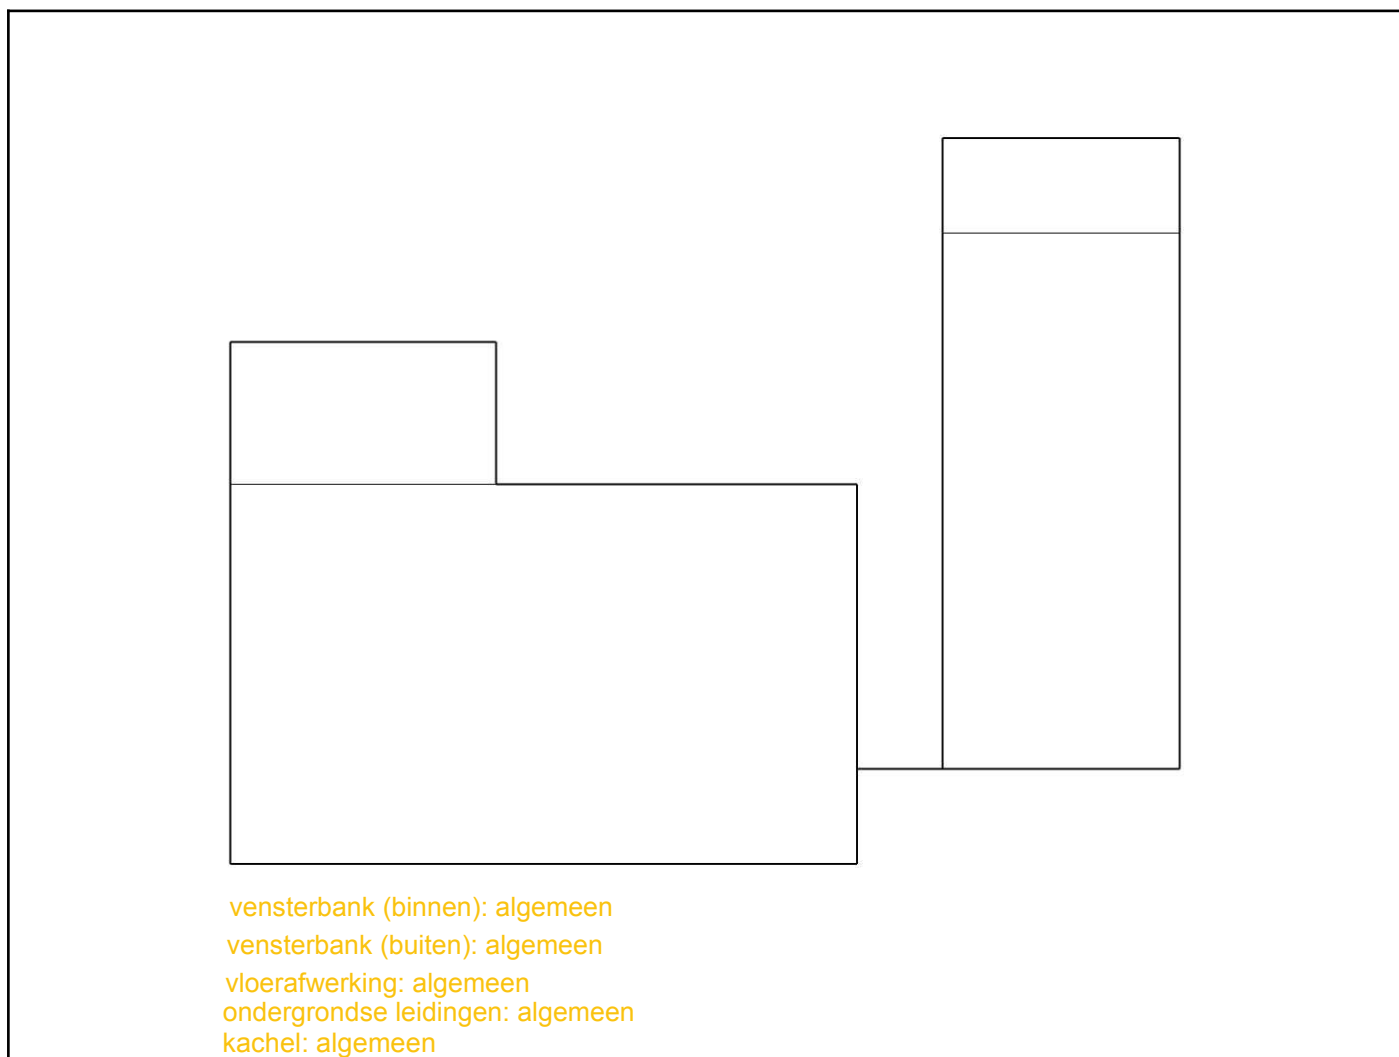 vensterbank (binnen): algemeen
vensterbank (buiten): algemeen
vloerafwerking: algemeen
ondergrondse leidingen: algemeen
kachel: algemeen